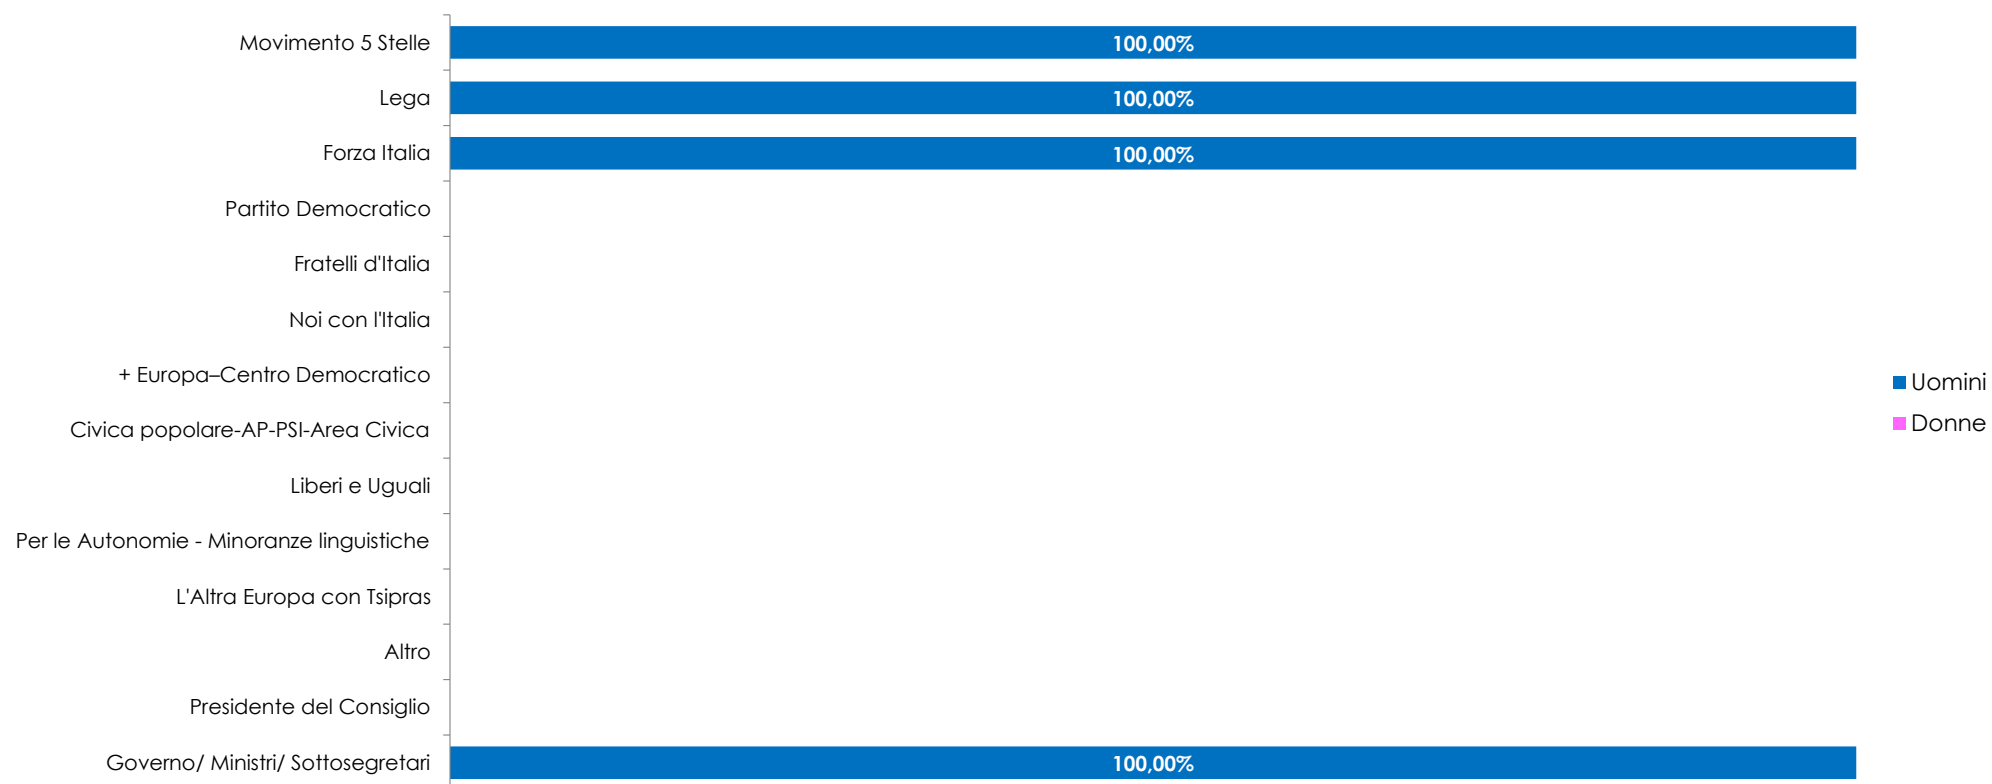 Movimento 5 Stelle 100,00%
Lega 100,00%
Forza Italia 100,00%
Partito Democratico
Fratelli d'Italia
Noi con l'Italia
+ Europa–Centro Democratico
Civica popolare-AP-PSI-Area Civica
Liberi e Uguali
Per le Autonomie - Minoranze linguistiche
L'Altra Europa con Tsipras
Altro
Presidente del Consiglio
Governo/ Ministri/ Sottosegretari 100,00%
Uomini
Donne